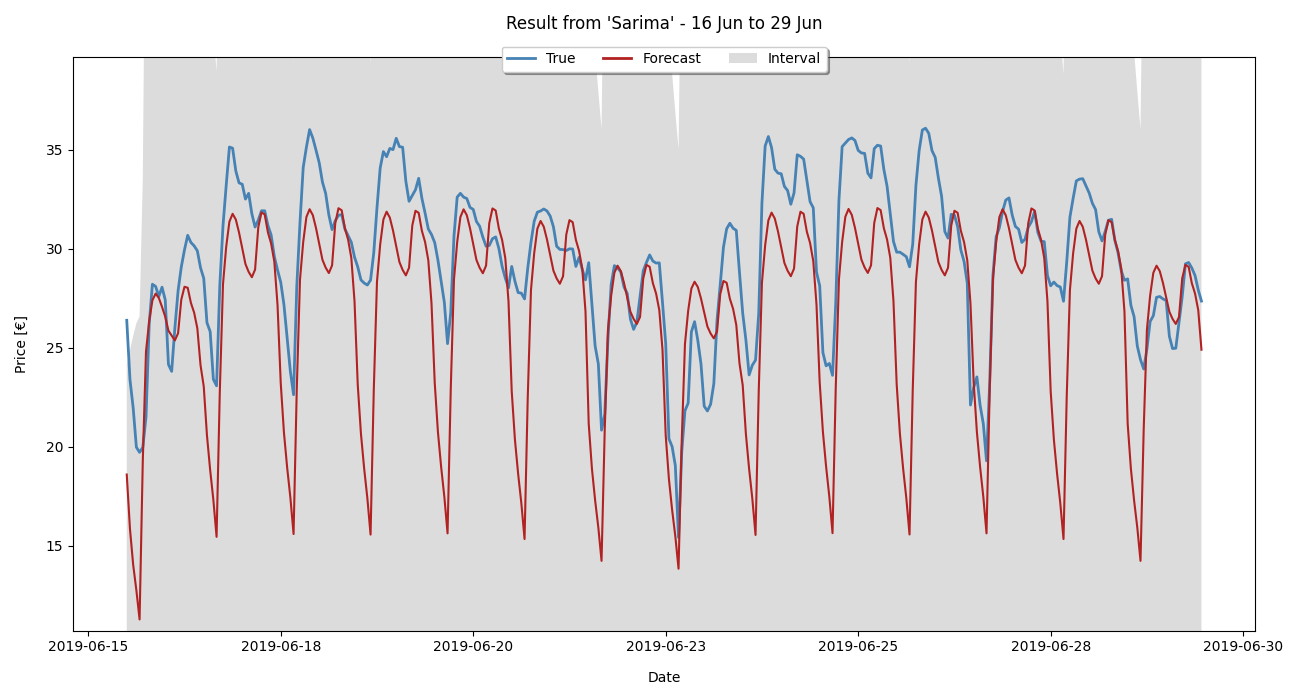 Result from 'Sarima' - 16 Jun to 29 Jun
True Forecast Interval
35
30
25
20
15
Price [€]
2019-06-15 2019-06-18 2019-06-20 2019-06-23 2019-06-25 2019-06-28 2019-06-30
Date